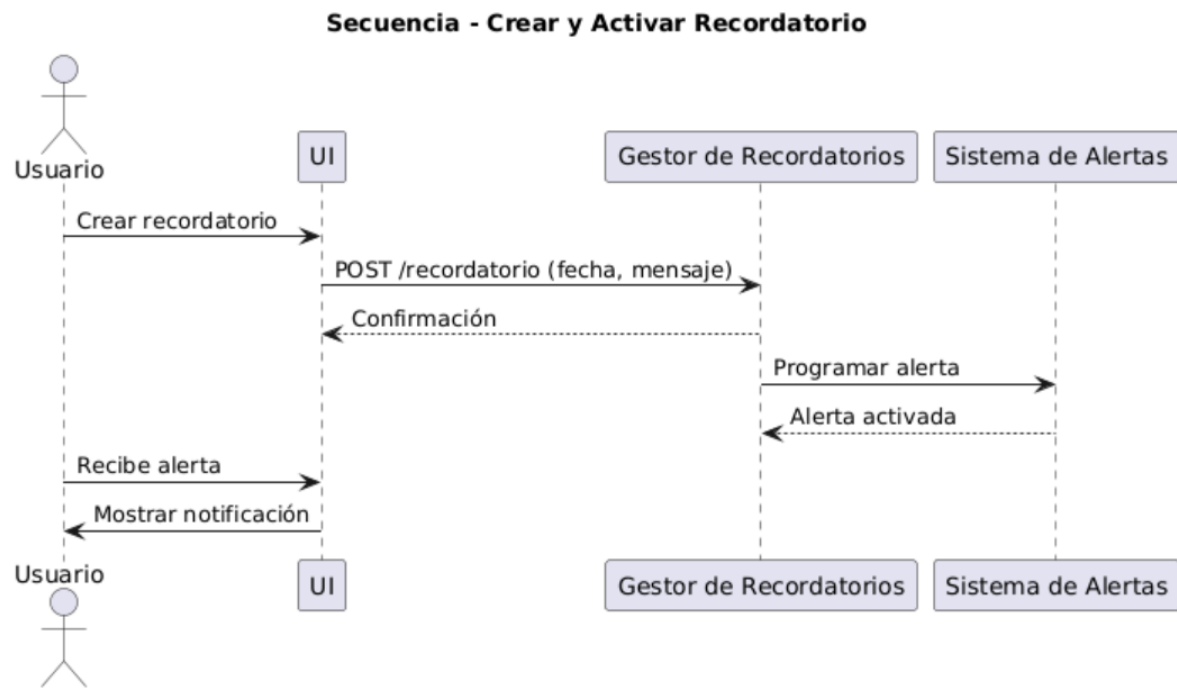 Secuencia - Crear y Activar Recordatorio
Usuario
UI
Gestor de Recordatorios
Sistema de Alertas
Crear recordatorio
POST /recordatorio (fecha, mensaje)
Confirmación
Programar alerta
Alerta activada
Recibe alerta
Mostrar notificación
Usuario
UI
Gestor de Recordatorios
Sistema de Alertas